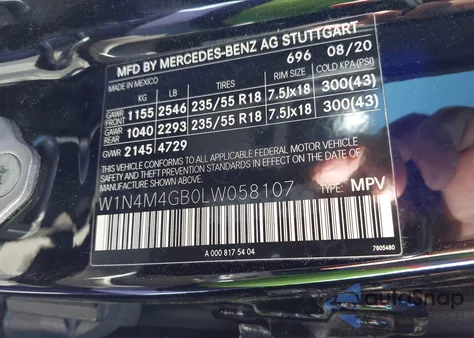 MFD BY MERCEDES-BENZ AG STUTTGART
MADE IN MEXICO 696 08/20
KG LB TIRES RIM SIZE COLD KPA(PSI)
GAWR FRONT 1155 2546 235/55 R18 7.5Jx18 300(43)
GAWR REAR 1040 2293 235/55 R18 7.5Jx18 300(43)
GVWR 2145 4729
THIS VEHICLE CONFORMS TO ALL APPLICABLE FEDERAL MOTOR VEHICLE
SAFETY, BUMPER, AND THEFT PREVENTION STANDARDS IN EFFECT ON THE DATE
OF MANUFACTURE SHOWN ABOVE.
W1N4M4GB0LW058107 TYPE: MPV
A 000 817 54 04 7805480
autoSnap